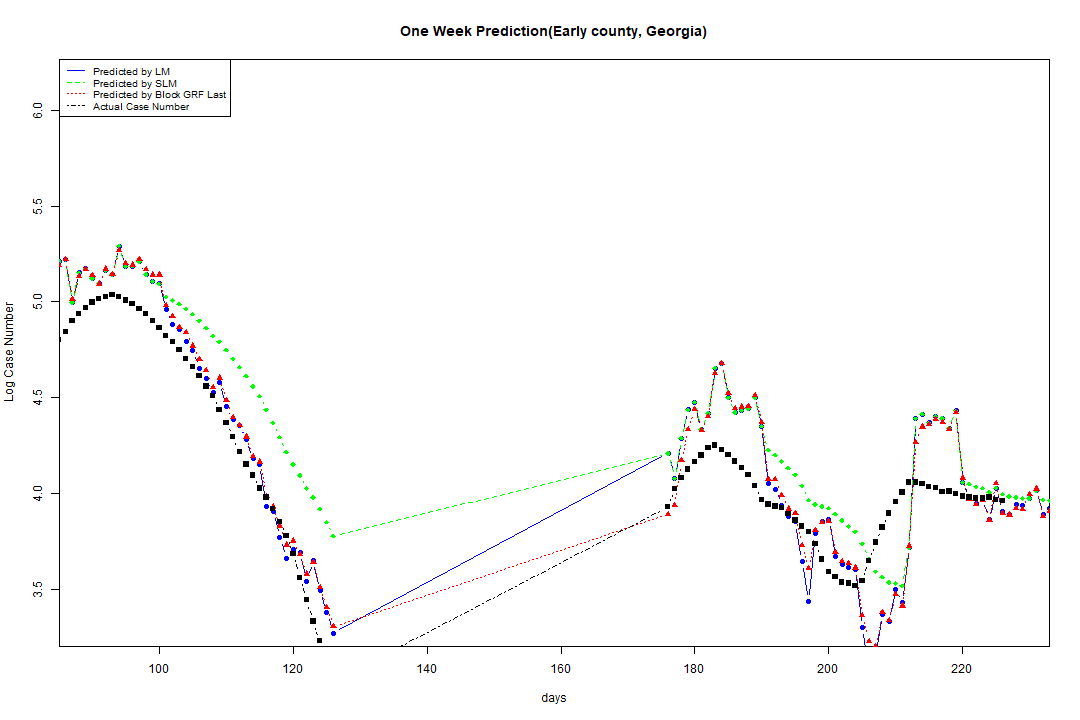 One Week Prediction(Early county, Georgia)
Predicted by LM
Predicted by SLM
Predicted by Block GRF Last
Actual Case Number
Log Case Number
6.0
5.5
5.0
4.5
4.0
3.5
100 120 140 160 180 200 220
days